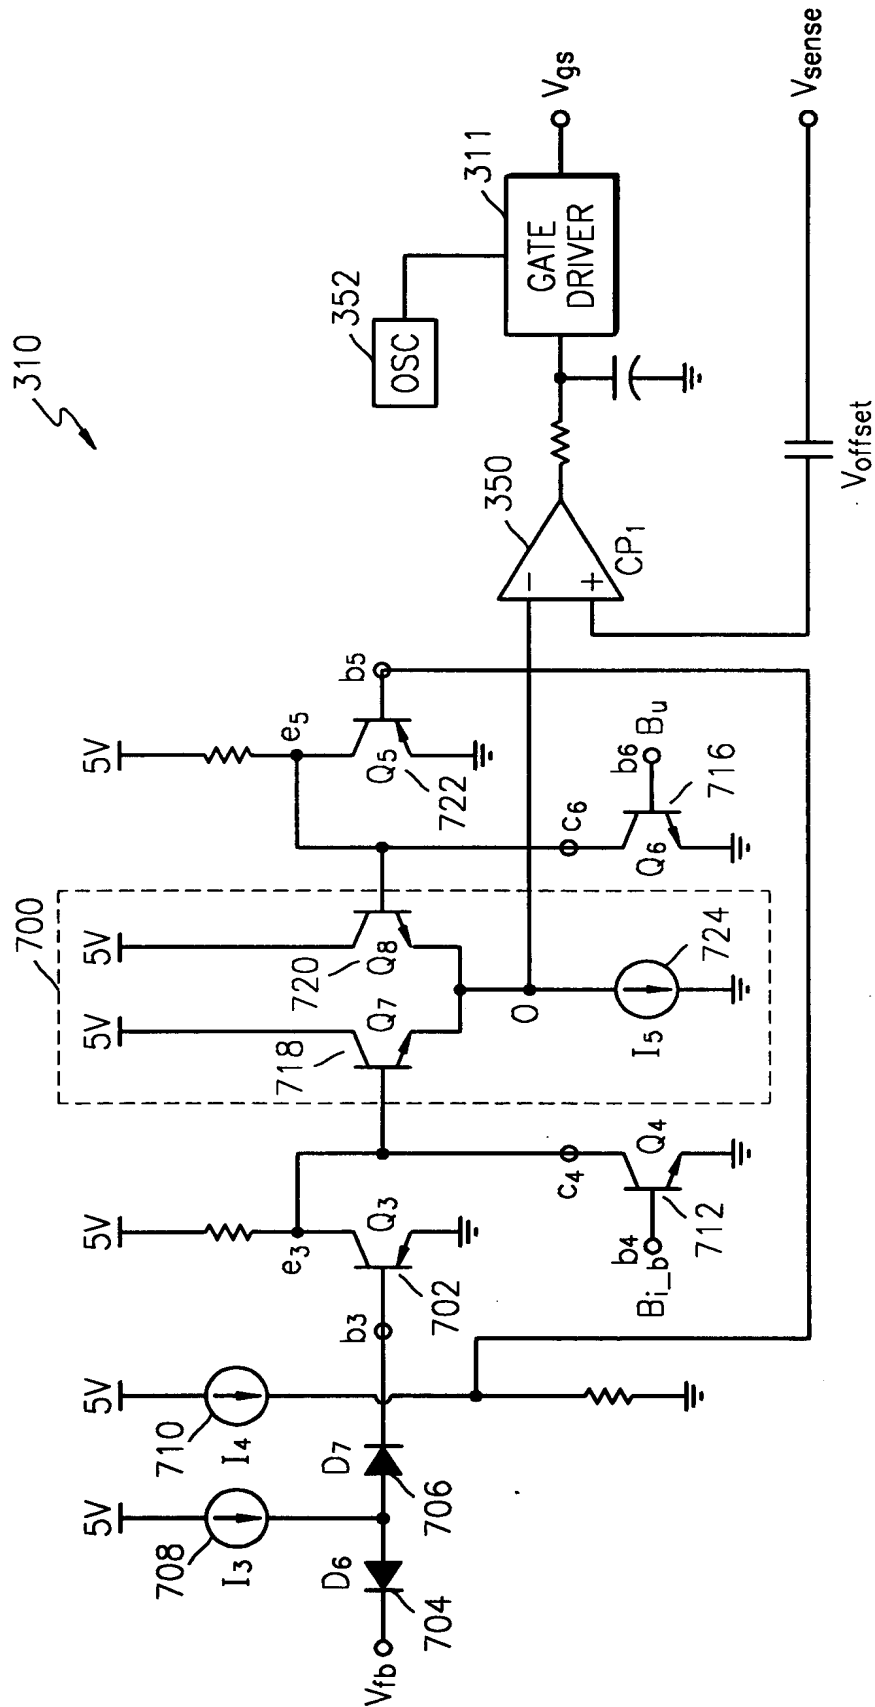 310
700
5V
5V
5V
5V
5V
5V
710
I4
708
I3
D6
D7
704
706
Vfb
b3
e3
Q3
702
c4
b4
Bi_b
Q4
712
718
Q7
720
Q8
O
I5
724
e5
Q5
722
b5
c6
b6
Bu
Q6
716
350
−
+
CP1
352
OSC
311
GATE
DRIVER
Vgs
Voffset
Vsense